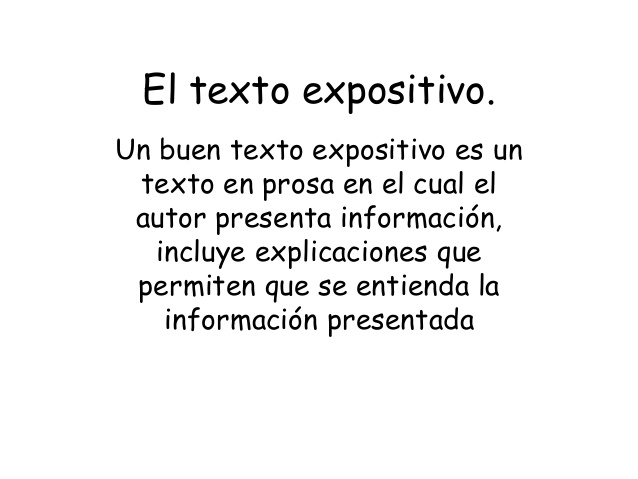 El texto expositivo.
Un buen texto expositivo es un
texto en prosa en el cual el
autor presenta información,
incluye explicaciones que
permiten que se entienda la
información presentada